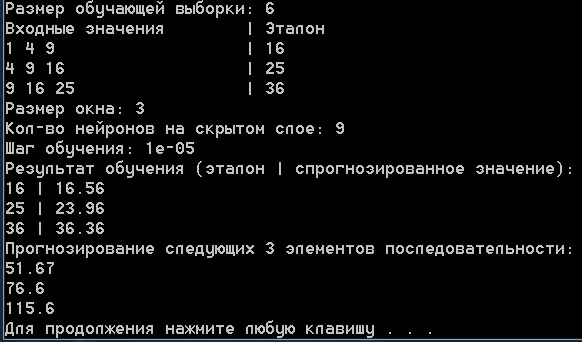 Размер обучающей выборки: 6
Входные значения | Эталон
1 4 9 | 16
4 9 16 | 25
9 16 25 | 36
Размер окна: 3
Кол-во нейронов на скрытом слое: 9
Шаг обучения: 1e-05
Результат обучения (эталон | спрогнозированное значение):
16 | 16.56
25 | 23.96
36 | 36.36
Прогнозирование следующих 3 элементов последовательности:
51.67
76.6
115.6
Для продолжения нажмите любую клавишу . . .